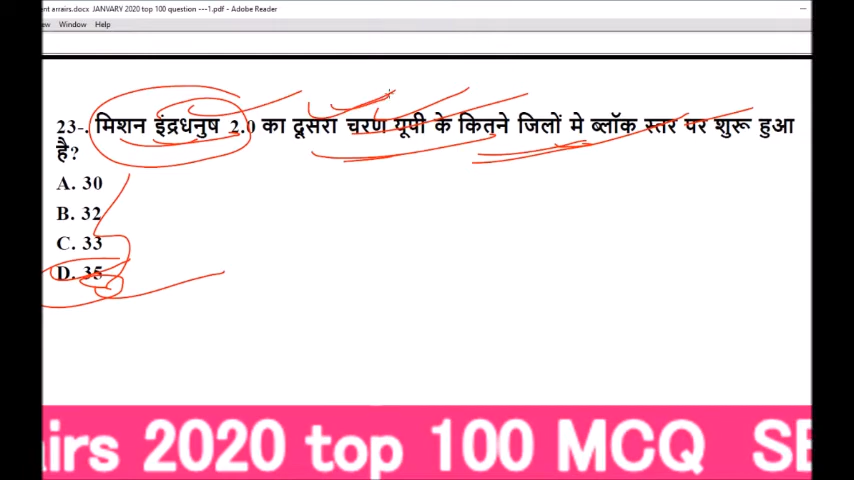 ent arrairs.docx JANVARY 2020 top 100 question ---1.pdf - Adobe Reader
ew Window Help
23-. मिशन इंद्रधनुष 2.0 का दूसरा चरण यूपी के कितने जिलों मे ब्लॉक स्तर पर शुरू हुआ
है?
A. 30
B. 32
C. 33
D. 35
airs 2020 top 100 MCQ SE